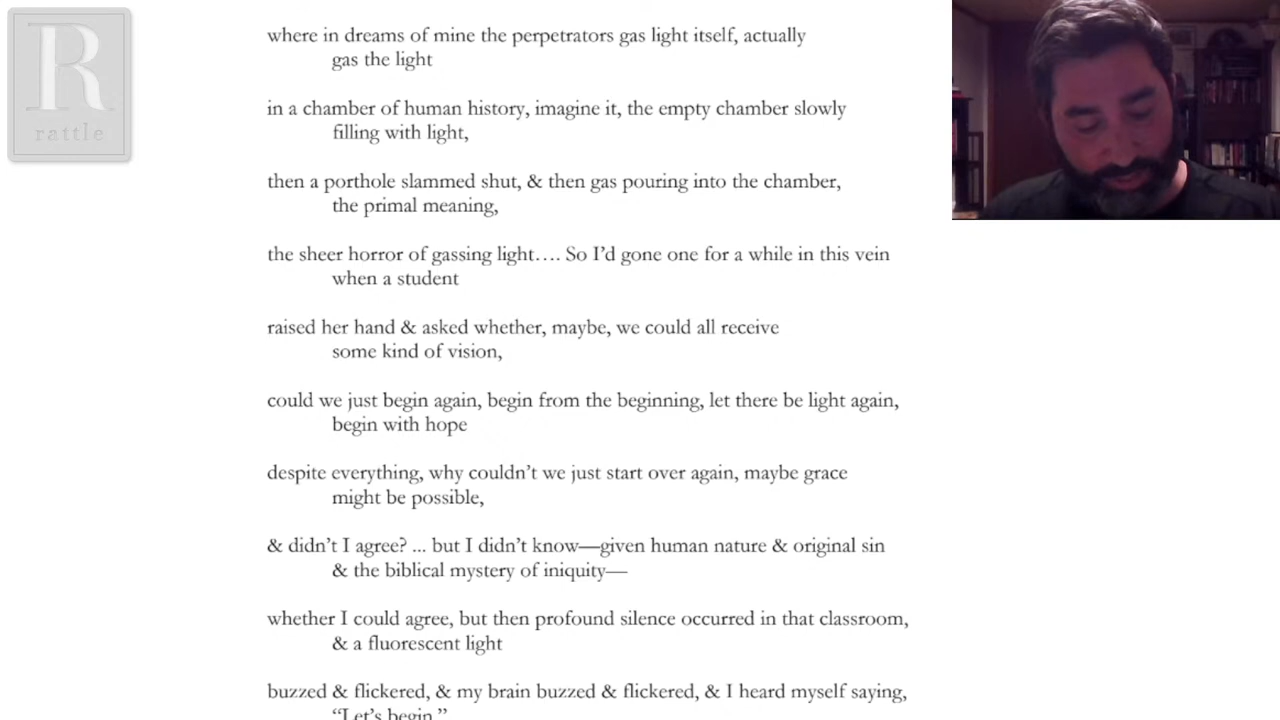 R
rattle
where in dreams of mine the perpetrators gas light itself, actually
gas the light
in a chamber of human history, imagine it, the empty chamber slowly
filling with light,
then a porthole slammed shut, & then gas pouring into the chamber,
the primal meaning,
the sheer horror of gassing light…. So I’d gone one for a while in this vein
when a student
raised her hand & asked whether, maybe, we could all receive
some kind of vision,
could we just begin again, begin from the beginning, let there be light again,
begin with hope
despite everything, why couldn’t we just start over again, maybe grace
might be possible,
& didn’t I agree? ... but I didn’t know—given human nature & original sin
& the biblical mystery of iniquity—
whether I could agree, but then profound silence occurred in that classroom,
& a fluorescent light
buzzed & flickered, & my brain buzzed & flickered, & I heard myself saying,
“Let’s begin.”